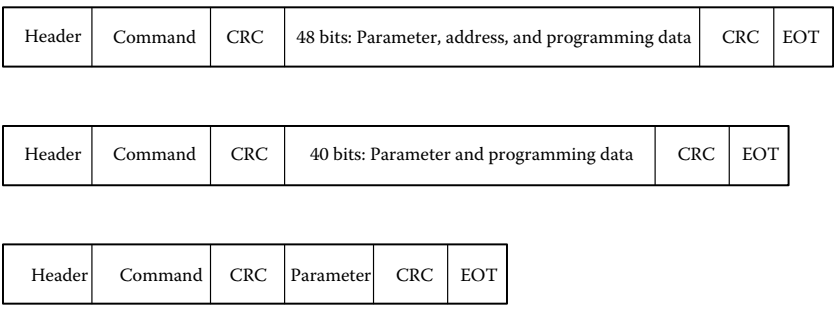 Header Command CRC 48 bits: Parameter, address, and programming data CRC EOT
Header Command CRC 40 bits: Parameter and programming data CRC EOT
Header Command CRC Parameter CRC EOT